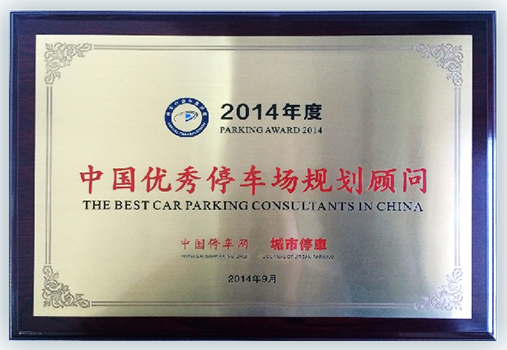 2014年度
PARKING AWARD 2014
中国优秀停车场规划顾问
THE BEST CAR PARKING CONSULTANTS IN CHINA
中国停车网 城市停車
2014年9月